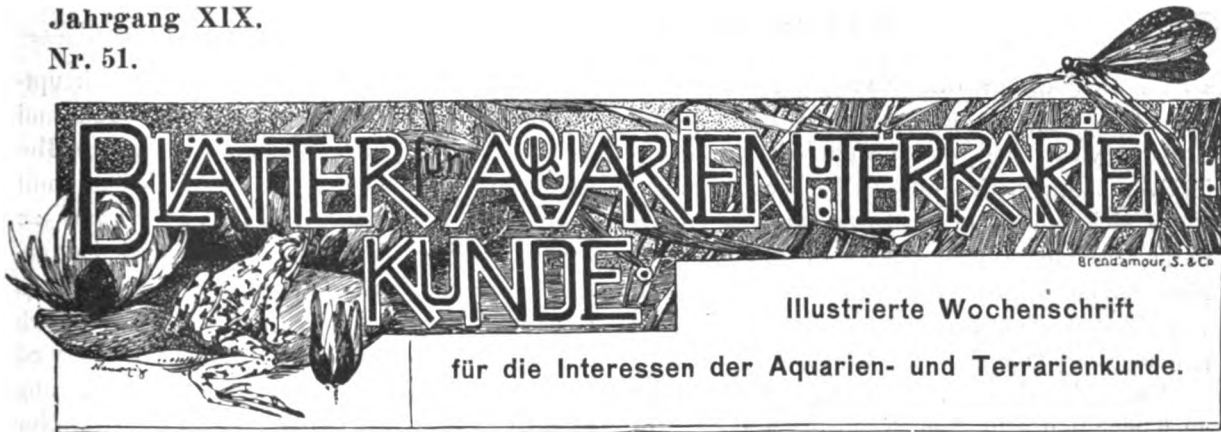 Jahrgang XIX.
Nr. 51.
BLÄTTER für AQUARIEN- u. TERRARIEN-
KUNDE.
Brend'amour, S. & Co
Illustrierte Wochenschrift
für die Interessen der Aquarien- und Terrarienkunde.